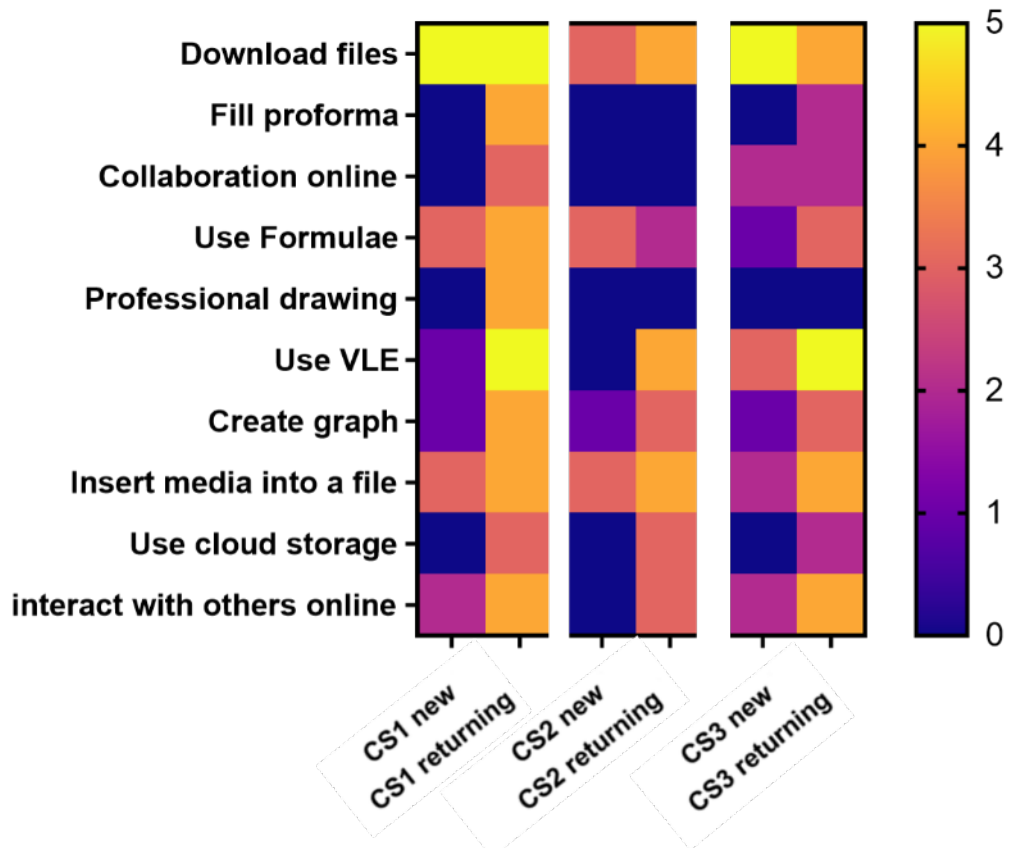 Download files
Fill proforma
Collaboration online
Use Formulae
Professional drawing
Use VLE
Create graph
Insert media into a file
Use cloud storage
interact with others online
CS1 new
CS1 returning
CS2 new
CS2 returning
CS3 new
CS3 returning
5
4
3
2
1
0